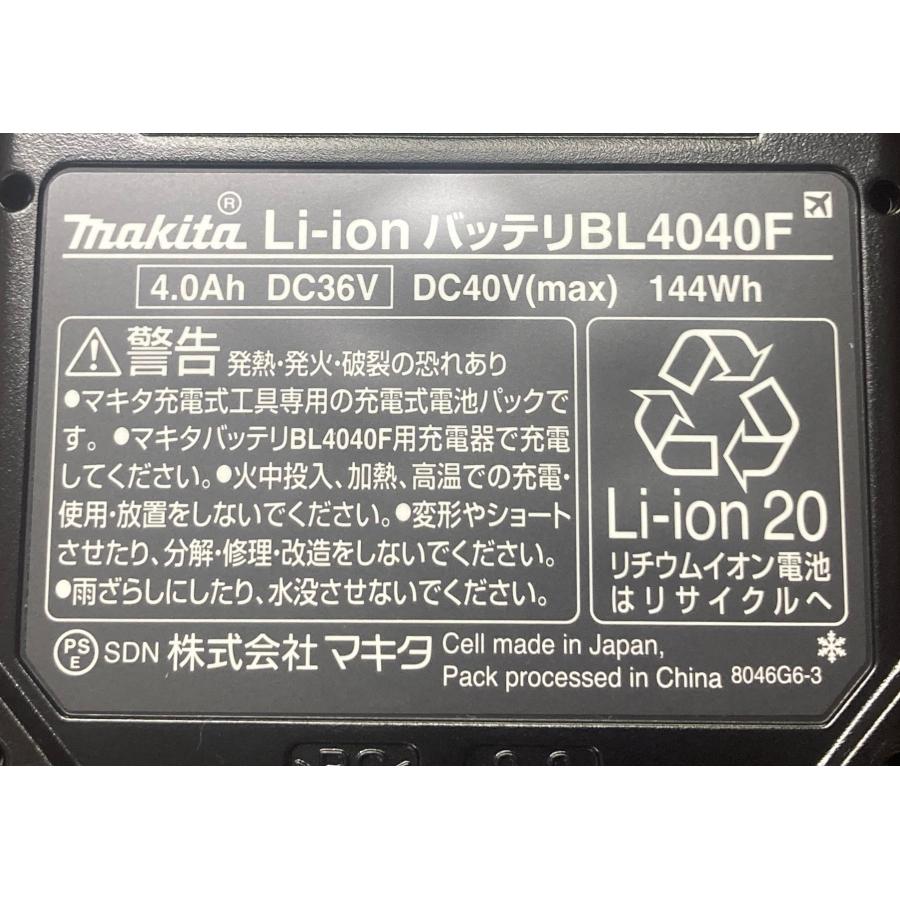 makita® Li-ion バッテリBL4040F
4.0Ah DC36V DC40V(max) 144Wh
警告 発熱・発火・破裂の恐れあり
●マキタ充電式工具専用の充電式電池パックで
す。●マキタバッテリBL4040F用充電器で充電
してください。●火中投入、加熱、高温での充電・
使用・放置をしないでください。●変形やショート
させたり、分解・修理・改造をしないでください。
●雨ざらしにしたり、水没させないでください。
Li-ion 20
リチウムイオン電池
はリサイクルへ
PS
E
SDN 株式会社 マキタ
Cell made in Japan,
Pack processed in China 8046G6-3